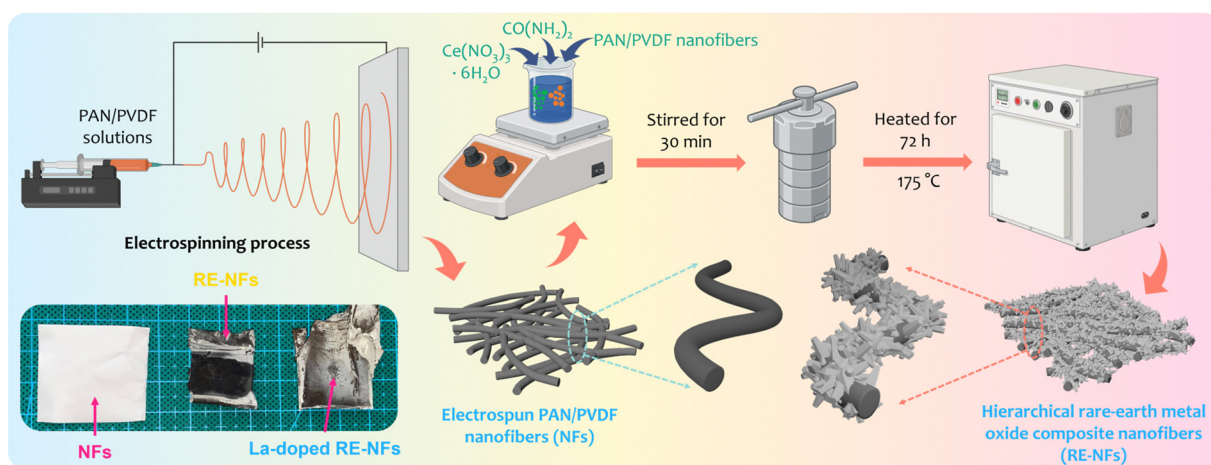 PAN/PVDF
solutions
Electrospinning process
CO(NH₂)₂
Ce(NO₃)₃
· 6H₂O
PAN/PVDF nanofibers
Stirred for
30 min
Heated for
72 h
175 °C
RE-NFs
NFs
La-doped RE-NFs
Electrospun PAN/PVDF
nanofibers (NFs)
Hierarchical rare-earth metal
oxide composite nanofibers
(RE-NFs)